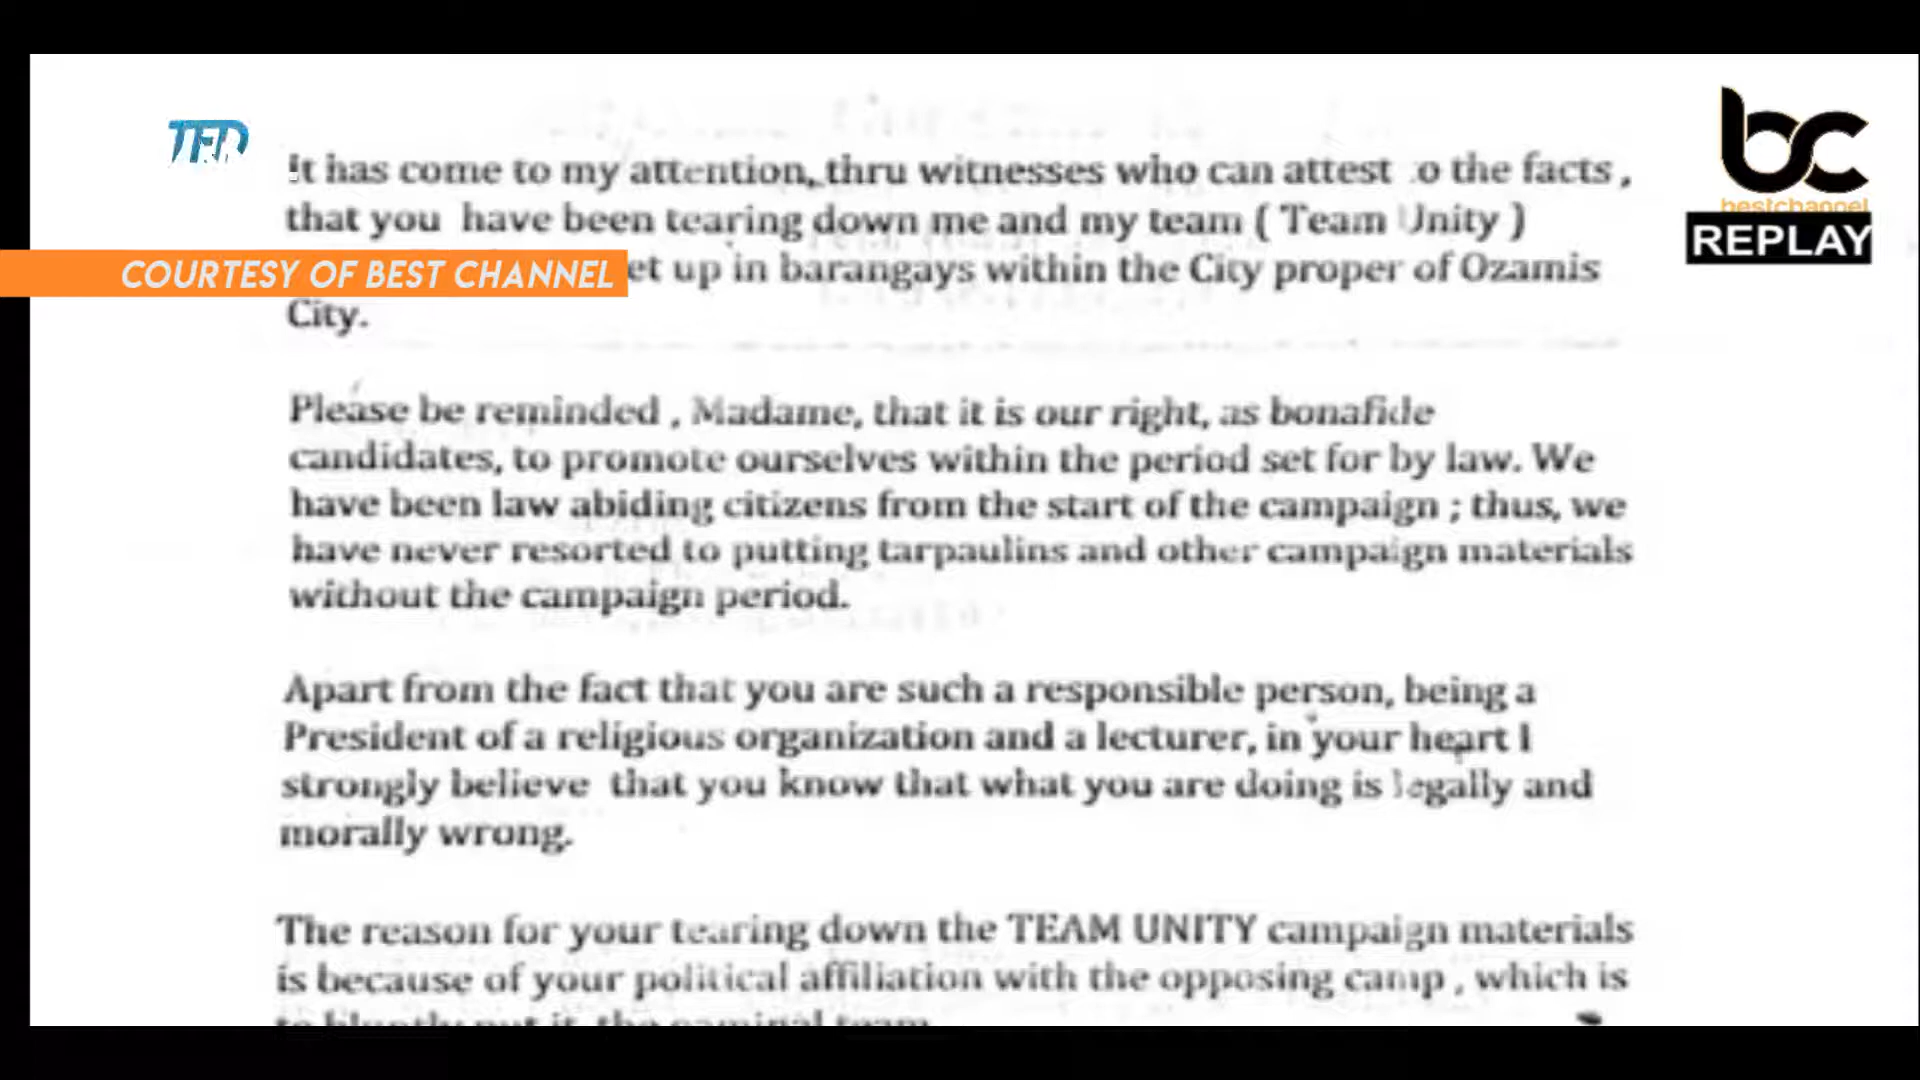 bc
bestchannel
REPLAY
TFD
It has come to my attention, thru witnesses who can attest to the facts ,
that you have been tearing down me and my team ( Team Unity )
COURTESY OF BEST CHANNEL
et up in barangays within the City proper of Ozamis
City.
Please be reminded , Madame, that it is our right, as bonafide
candidates, to promote ourselves within the period set for by law. We
have been law abiding citizens from the start of the campaign ; thus, we
have never resorted to putting tarpaulins and other campaign materials
without the campaign period.
Apart from the fact that you are such a responsible person, being a
President of a religious organization and a lecturer, in your heart I
strongly believe that you know that what you are doing is legally and
morally wrong.
The reason for your tearing down the TEAM UNITY campaign materials
is because of your political affiliation with the opposing camp , which is